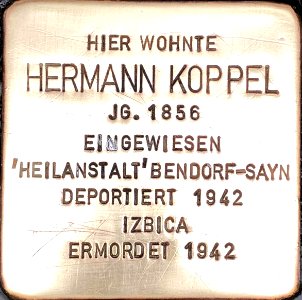 HIER WOHNTE
HERMANN KOPPEL
JG. 1856
EINGEWIESEN
'HEILANSTALT' BENDORF-SAYN
DEPORTIERT 1942
IZBICA
ERMORDET 1942